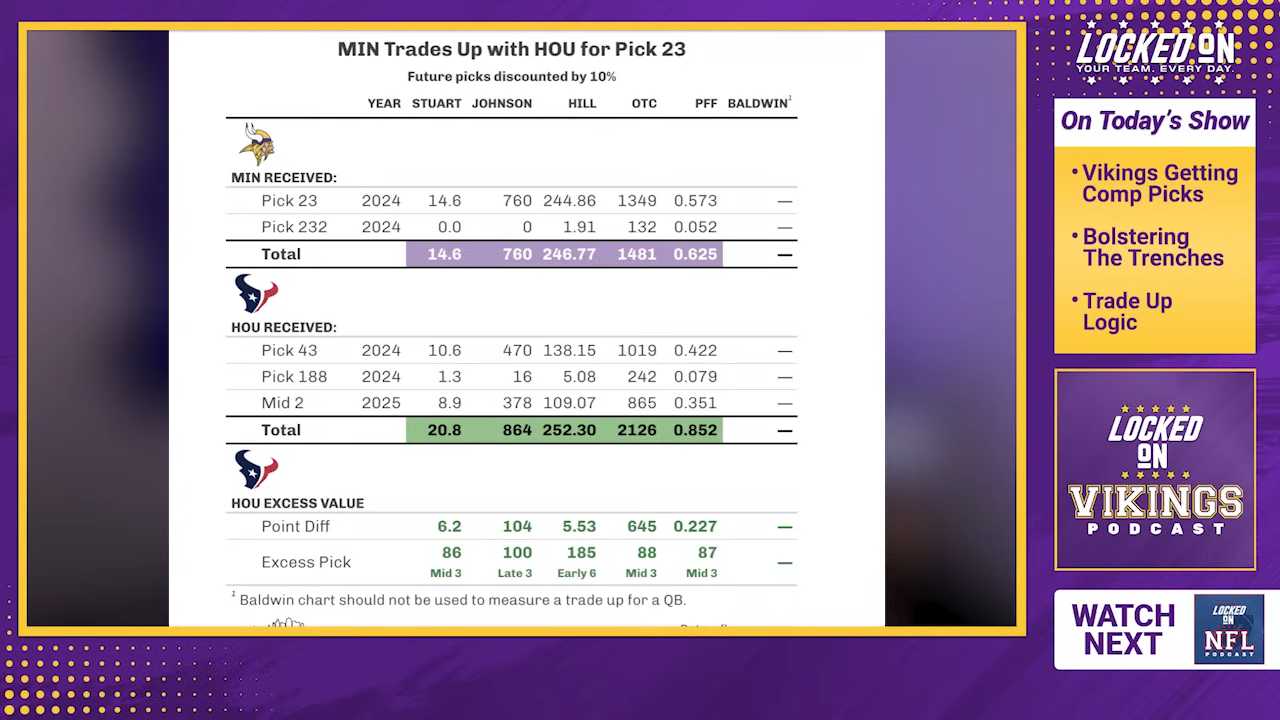 MIN Trades Up with HOU for Pick 23
Future picks discounted by 10%
YEAR STUART JOHNSON HILL OTC PFF BALDWIN¹
MIN RECEIVED:
Pick 23 2024 14.6 760 244.86 1349 0.573 —
Pick 232 2024 0.0 0 1.91 132 0.052 —
Total 14.6 760 246.77 1481 0.625 —
HOU RECEIVED:
Pick 43 2024 10.6 470 138.15 1019 0.422 —
Pick 188 2024 1.3 16 5.08 242 0.079 —
Mid 2 2025 8.9 378 109.07 865 0.351 —
Total 20.8 864 252.30 2126 0.852 —
HOU EXCESS VALUE
Point Diff 6.2 104 5.53 645 0.227 —
Excess Pick 86 100 185 88 87 —
Mid 3 Late 3 Early 6 Mid 3 Mid 3
¹ Baldwin chart should not be used to measure a trade up for a QB.
LOCKED ON
YOUR TEAM. EVERY DAY.
On Today's Show
• Vikings Getting
Comp Picks
• Bolstering
The Trenches
• Trade Up
Logic
LOCKED
ON
VIKINGS
PODCAST
WATCH
NEXT
LOCKED
ON
NFL
PODCAST